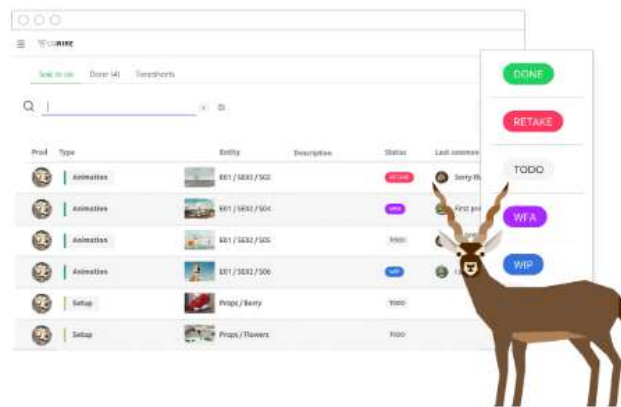 Done (4) Timesheets
DONE
RETAKE
Prod Type Entity Description Status
TODO
Animation E01 / SE02 / S02 RETAKE
WFA
Animation E01 / SE02 / S04 WFA First
Animation E01 / SE02 / S05 TODO
WIP
Animation E01 / SE02 / S06 WIP
Setup Props / Berry TODO
Setup Props / Flowers TODO